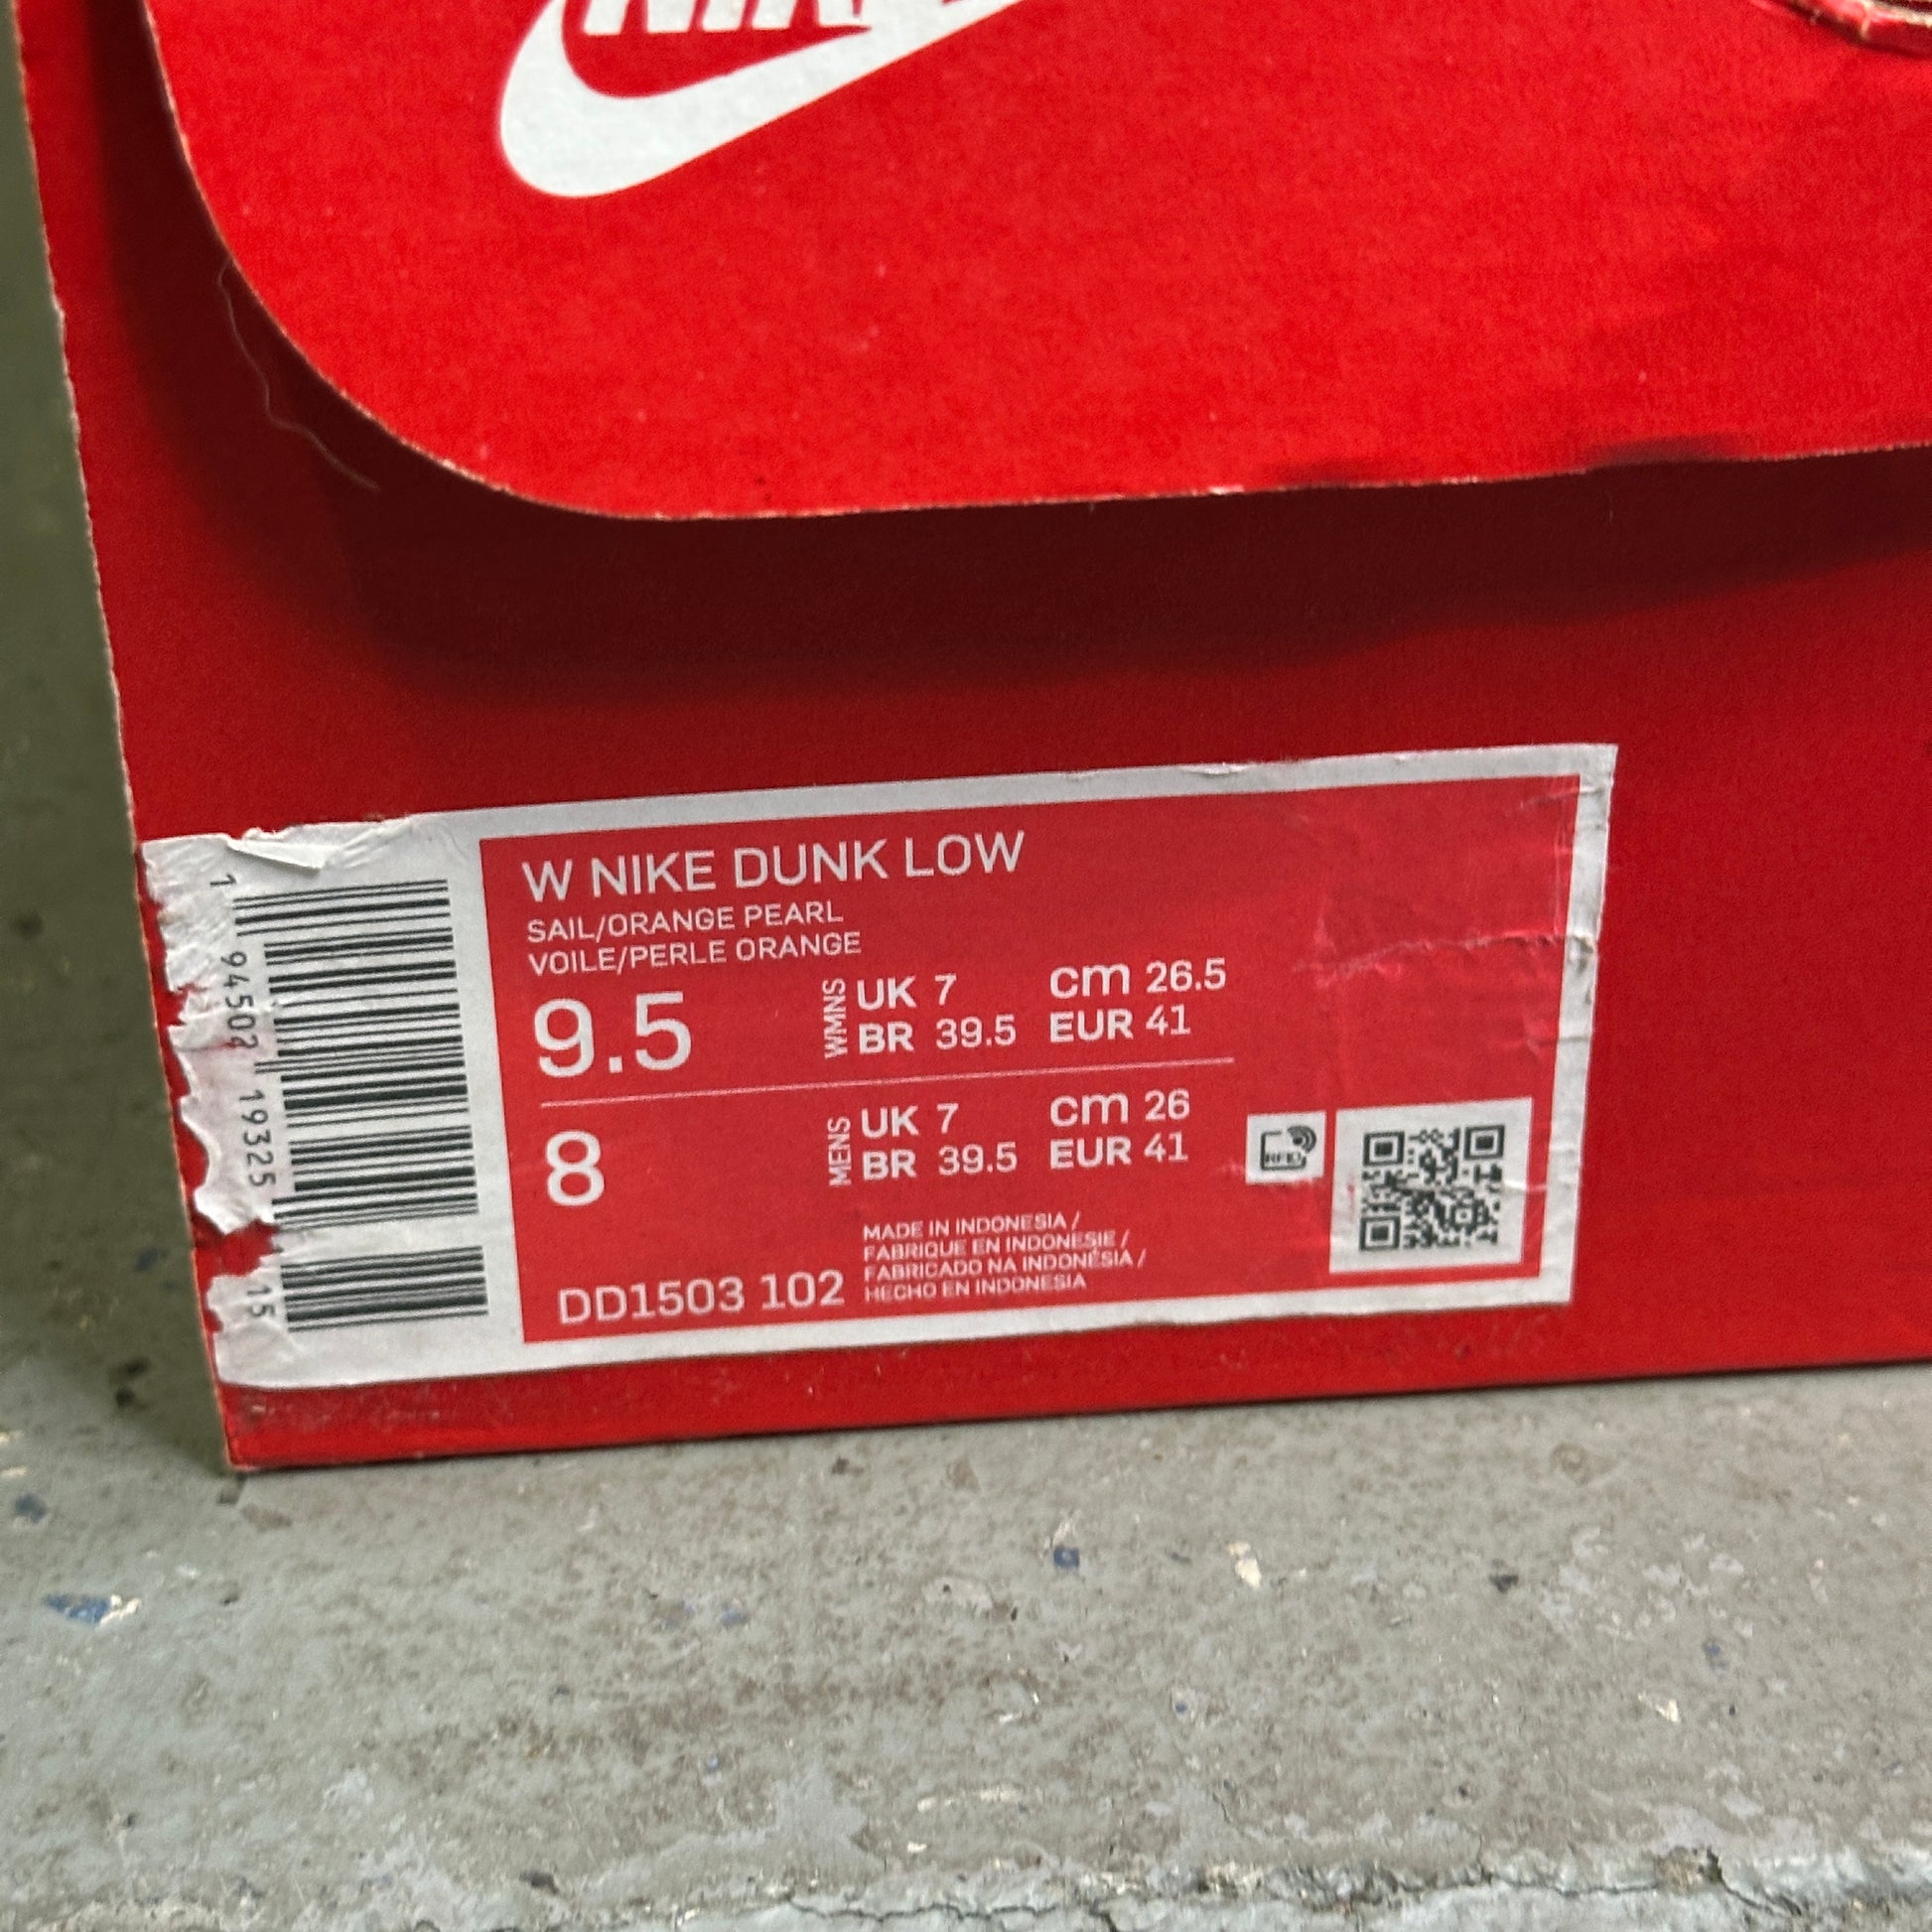 NIKE
W NIKE DUNK LOW
SAIL/ORANGE PEARL
VOILE/PERLE ORANGE
9.5
WMNS
UK 7 cm 26.5
BR 39.5 EUR 41
8
MENS
UK 7 cm 26
BR 39.5 EUR 41
RFID
MADE IN INDONESIA /
FABRIQUE EN INDONESIE /
FABRICADO NA INDONÉSIA /
HECHO EN INDONESIA
DD1503 102
1 94502 19325 15